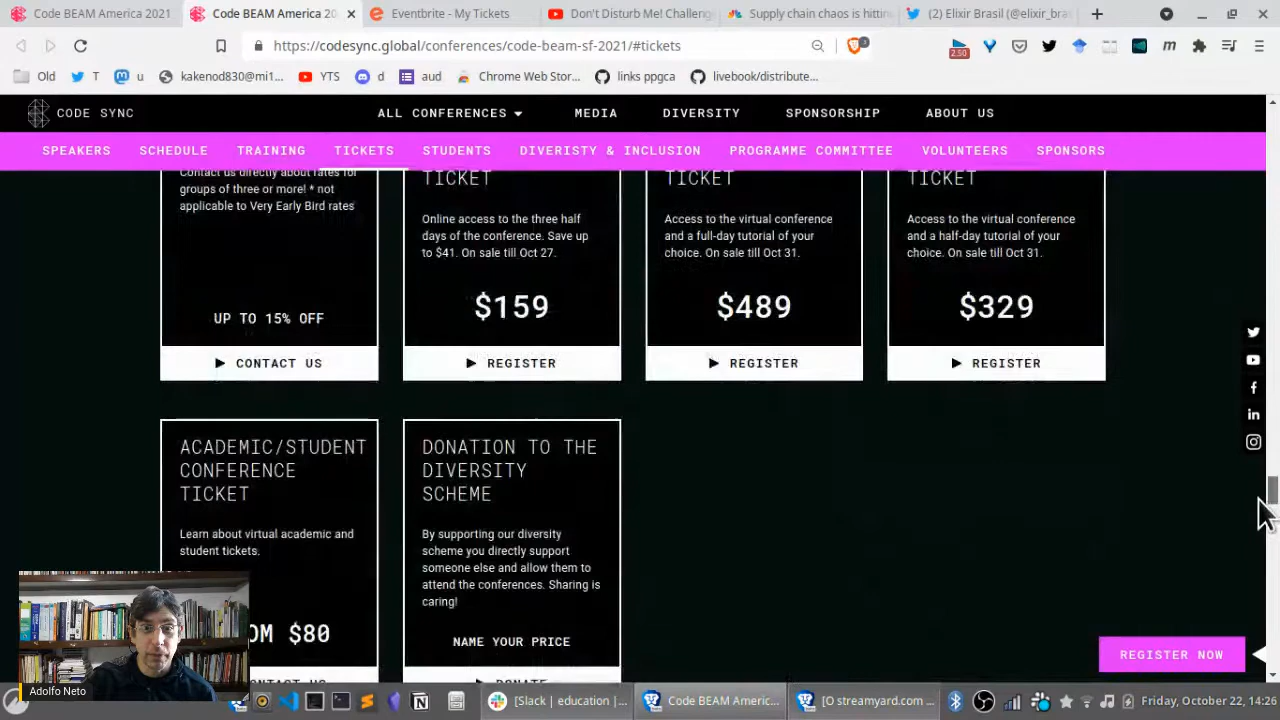 Code BEAM America 2021
Code BEAM America 20
Eventbrite - My Tickets
Don't Disturb Me! Challeng
Supply chain chaos is hittin
(2) Elixir Brasil (@elixir_bras
https://codesync.global/conferences/code-beam-sf-2021/#tickets
3
2.50
m
Old
T
u
kakenod830@mi1...
YTS
d
aud
Chrome Web Stor...
links ppgca
livebook/distribute...
CODE SYNC
ALL CONFERENCES
MEDIA
DIVERSITY
SPONSORSHIP
ABOUT US
SPEAKERS
SCHEDULE
TRAINING
TICKETS
STUDENTS
DIVERISTY & INCLUSION
PROGRAMME COMMITTEE
VOLUNTEERS
SPONSORS
Contact us directly about rates for
groups of three or more! * not
applicable to Very Early Bird rates
UP TO 15% OFF
CONTACT US
TICKET
Online access to the three half
days of the conference. Save up
to $41. On sale till Oct 27.
$159
REGISTER
TICKET
Access to the virtual conference
and a full-day tutorial of your
choice. On sale till Oct 31.
$489
REGISTER
TICKET
Access to the virtual conference
and a half-day tutorial of your
choice. On sale till Oct 31.
$329
REGISTER
ACADEMIC/STUDENT
CONFERENCE
TICKET
Learn about virtual academic and
student tickets.
OM $80
DONATION TO THE
DIVERSITY
SCHEME
By supporting our diversity
scheme you directly support
someone else and allow them to
attend the conferences. Sharing is
caring!
NAME YOUR PRICE
DONATE
REGISTER NOW
Adolfo Neto
[Slack | education |...
Code BEAM Americ...
[O streamyard.com ...
Friday, October 22, 14:26